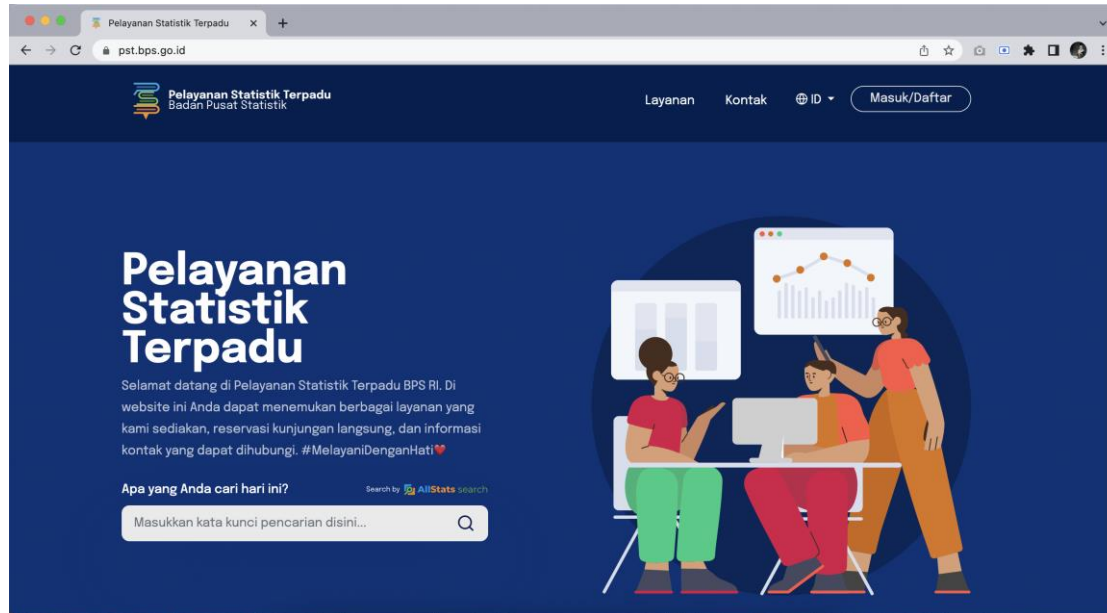 Pelayanan Statistik Terpadu
pst.bps.go.id
Pelayanan Statistik Terpadu
Badan Pusat Statistik
Layanan
Kontak
ID
Masuk/Daftar
Pelayanan
Statistik
Terpadu
Selamat datang di Pelayanan Statistik Terpadu BPS RI. Di
website ini Anda dapat menemukan berbagai layanan yang
kami sediakan, reservasi kunjungan langsung, dan informasi
kontak yang dapat dihubungi. #MelayaniDenganHati❤️
Apa yang Anda cari hari ini?
Search by AllStats search
Masukkan kata kunci pencarian disini...